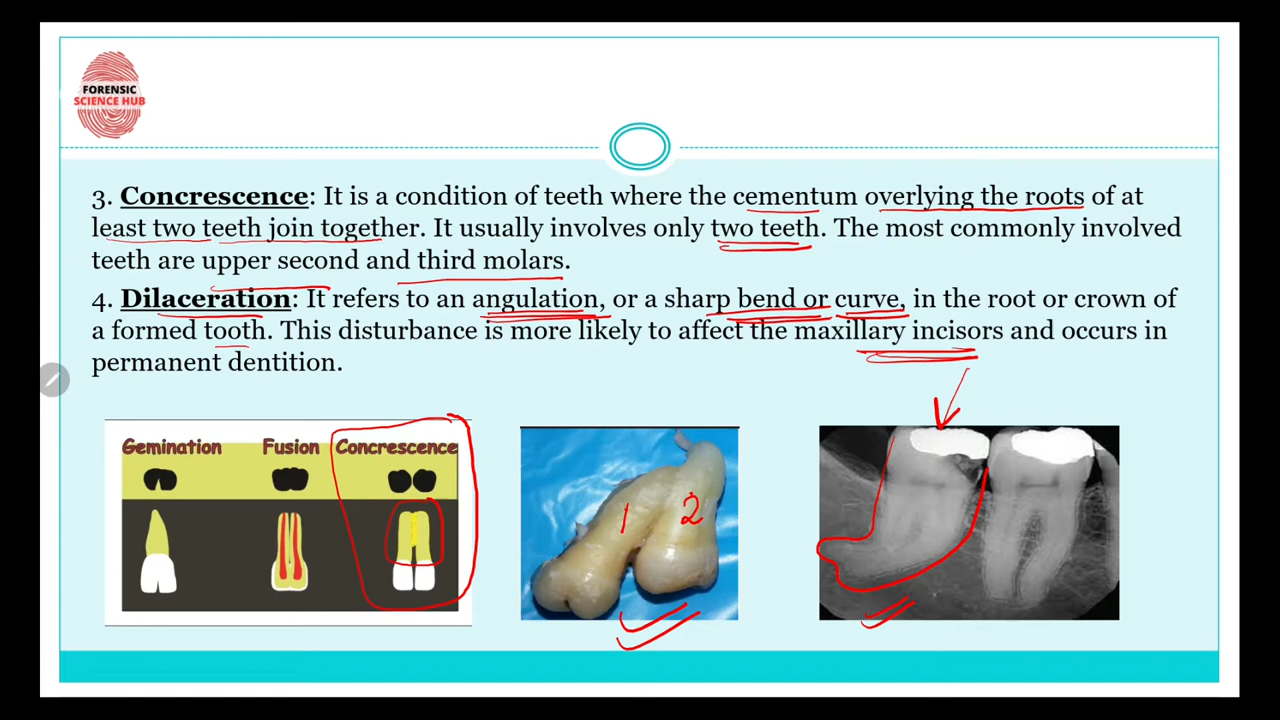 FORENSIC
SCIENCE HUB
3. Concrescence: It is a condition of teeth where the cementum overlying the roots of at
least two teeth join together. It usually involves only two teeth. The most commonly involved
teeth are upper second and third molars.
4. Dilaceration: It refers to an angulation, or a sharp bend or curve, in the root or crown of
a formed tooth. This disturbance is more likely to affect the maxillary incisors and occurs in
permanent dentition.
Gemination Fusion Concrescence
1 2